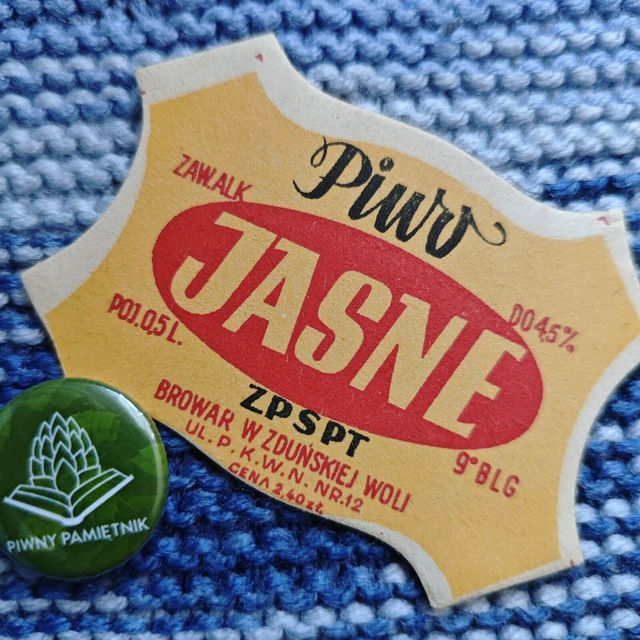 Piwo
ZAW.ALK
DO 4,5%
JASNE
POJ. 0,5 L.
9° BLG
ZPSPT
BROWAR W ZDUŃSKIEJ WOLI
UL. P.K.W.N. NR.12
CENA 2,40 zł.
PIWNY PAMIĘTNIK